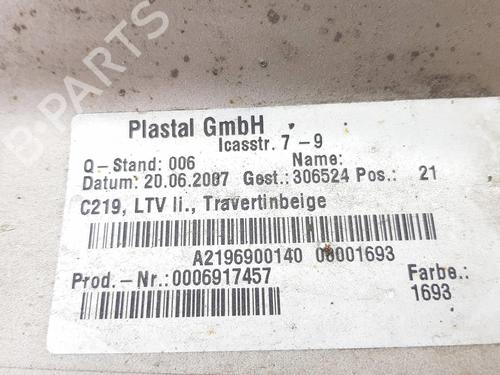 B-PARTS
Plastal GmbH
Icasstr. 7 -9
Q-Stand: 006 Name:
Datum: 20.06.2007 Gest.: 306524 Pos.: 21
C219, LTV li., Travertinbeige
A2196900140 00001693
Prod.-Nr.:0006917457 Farbe.:
1693